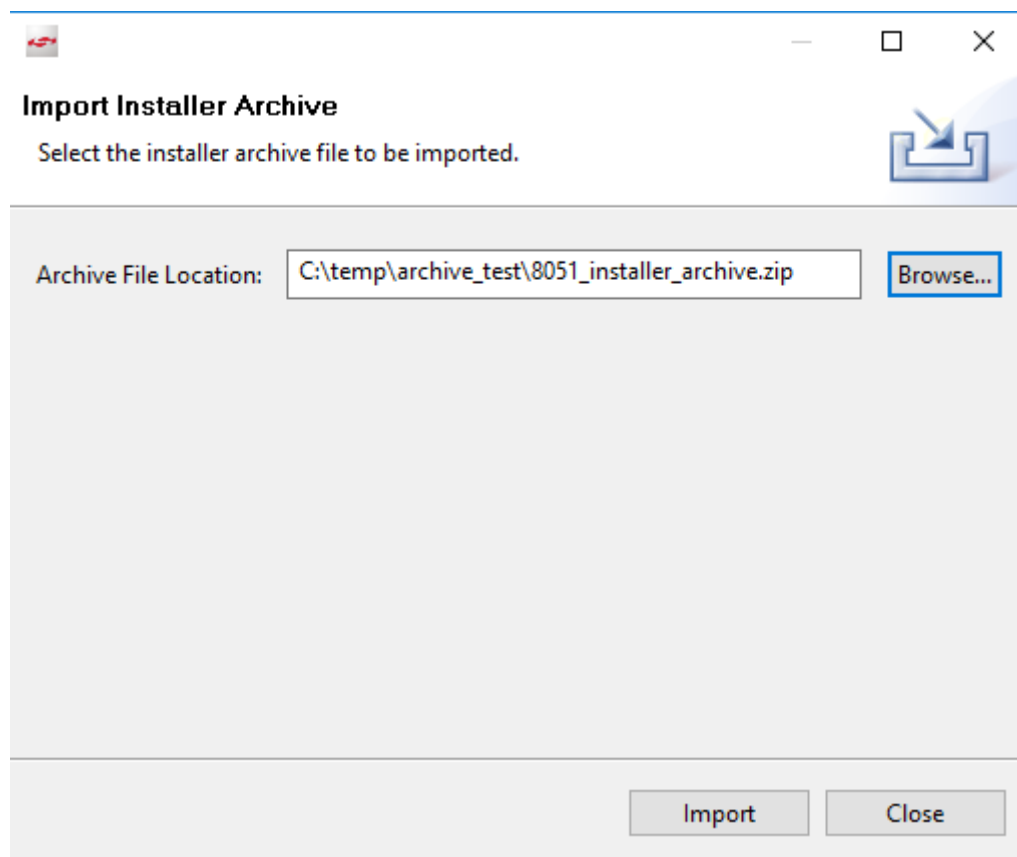 Import Installer Archive
Select the installer archive file to be imported.
Archive File Location: C:\temp\archive_test\8051_installer_archive.zip Browse...
Import Close